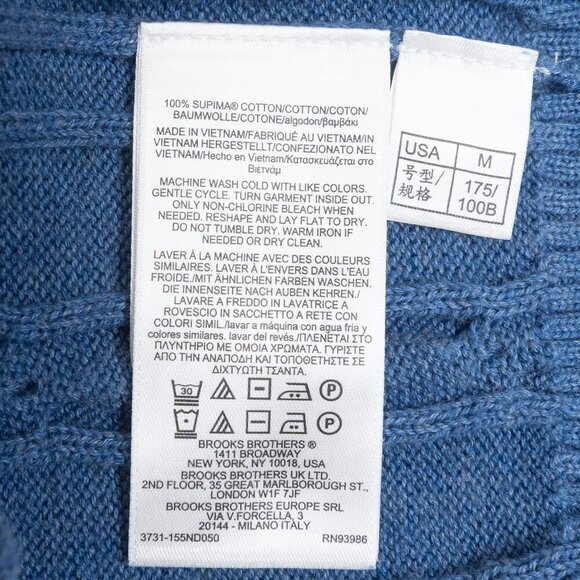 100% SUPIMA® COTTON/COTTON/COTON/
BAUMWOLLE/COTONE/algodon/βαμβάκι
MADE IN VIETNAM/FABRIQUÉ AU VIETNAM/IN
VIETNAM HERGESTELLT/CONFEZIONATO NEL
VIETNAM/Hecho en Vietnam/Κατασκευάζεται στο
Βιετνάμ
MACHINE WASH COLD WITH LIKE COLORS.
GENTLE CYCLE. TURN GARMENT INSIDE OUT.
ONLY NON-CHLORINE BLEACH WHEN
NEEDED. RESHAPE AND LAY FLAT TO DRY.
DO NOT TUMBLE DRY. WARM IRON IF
NEEDED OR DRY CLEAN.
LAVER À LA MACHINE AVEC DES COULEURS
SIMILAIRES. LAVER À L'ENVERS DANS L'EAU
FROIDE./MIT ÄHNLICHEN FARBEN WASCHEN.
DIE INNENSEITE NACH AUßEN KEHREN./
LAVARE A FREDDO IN LAVATRICE A
ROVESCIO IN SACCHETTO A RETE CON
COLORI SIMIL./lavar a máquina con agua fria y
colores similares. lavar del revés./ΠΛΕΝΕΤΑΙ ΣΤΟ
ΠΛΥΝΤΗΡΙΟ ΜΕ ΟΜΟΙΑ ΧΡΩΜΑΤΑ. ΓΥΡΙΣΤΕ
ΑΠΟ ΤΗΝ ΑΝΑΠΟΔΗ ΚΑΙ ΤΟΠΟΘΕΤΗΣΤΕ ΣΕ
ΔΙΧΤΥΩΤΗ ΤΣΑΝΤΑ.
30 P
P
BROOKS BROTHERS ®
1411 BROADWAY
NEW YORK, NY 10018, USA
BROOKS BROTHERS UK LTD.
2ND FLOOR, 35 GREAT MARLBOROUGH ST.,
LONDON W1F 7JF
BROOKS BROTHERS EUROPE SRL
VIA V.FORCELLA, 3
20144 - MILANO ITALY
3731-155ND050 RN93986
USA M
号型/ 175/
规格 100B